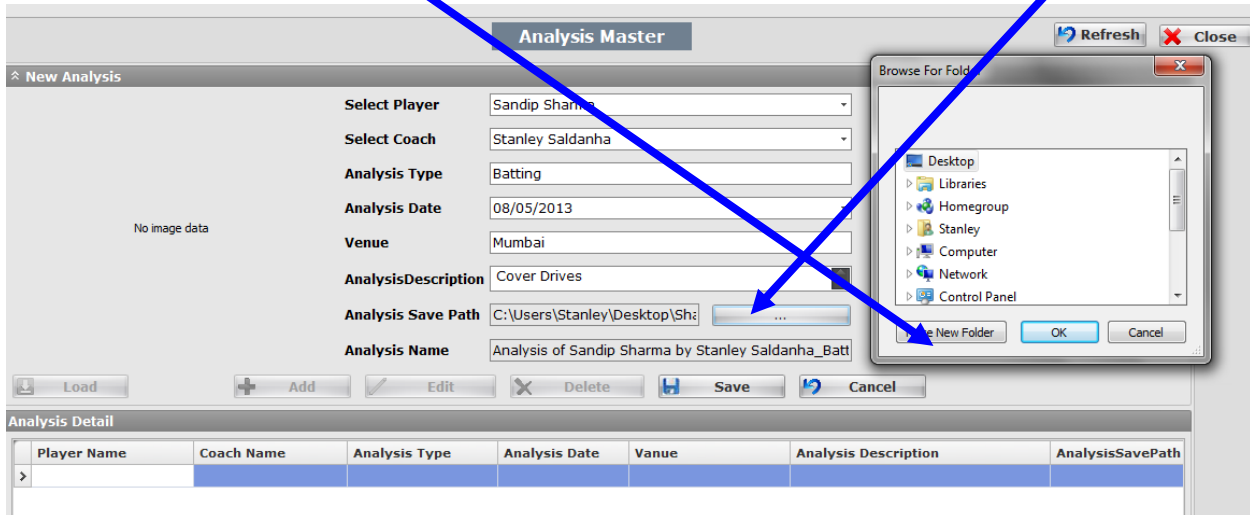 Analysis Master
Refresh
Close
New Analysis
Browse For Folder
Select Player Sandip Sharma
Select Coach Stanley Saldanha
Analysis Type Batting
Analysis Date 08/05/2013
No image data
Venue Mumbai
AnalysisDescription Cover Drives
Analysis Save Path C:\Users\Stanley\Desktop\Sha ...
Analysis Name Analysis of Sandip Sharma by Stanley Saldanha_Batt
Desktop
Libraries
Homegroup
Stanley
Computer
Network
Control Panel
New Folder OK Cancel
Load Add Edit Delete Save Cancel
Analysis Detail
Player Name Coach Name Analysis Type Analysis Date Vanue Analysis Description AnalysisSavePath